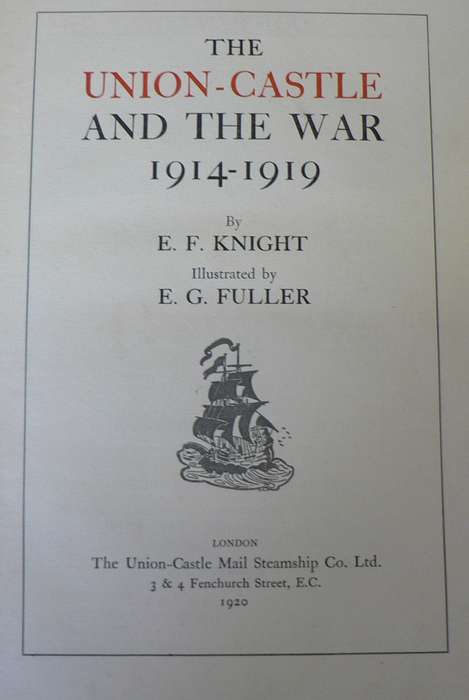 THE
UNION-CASTLE
AND THE WAR
1914-1919
By
E. F. KNIGHT
Illustrated by
E. G. FULLER
LONDON
The Union-Castle Mail Steamship Co. Ltd.
3 & 4 Fenchurch Street, E.C.
1920